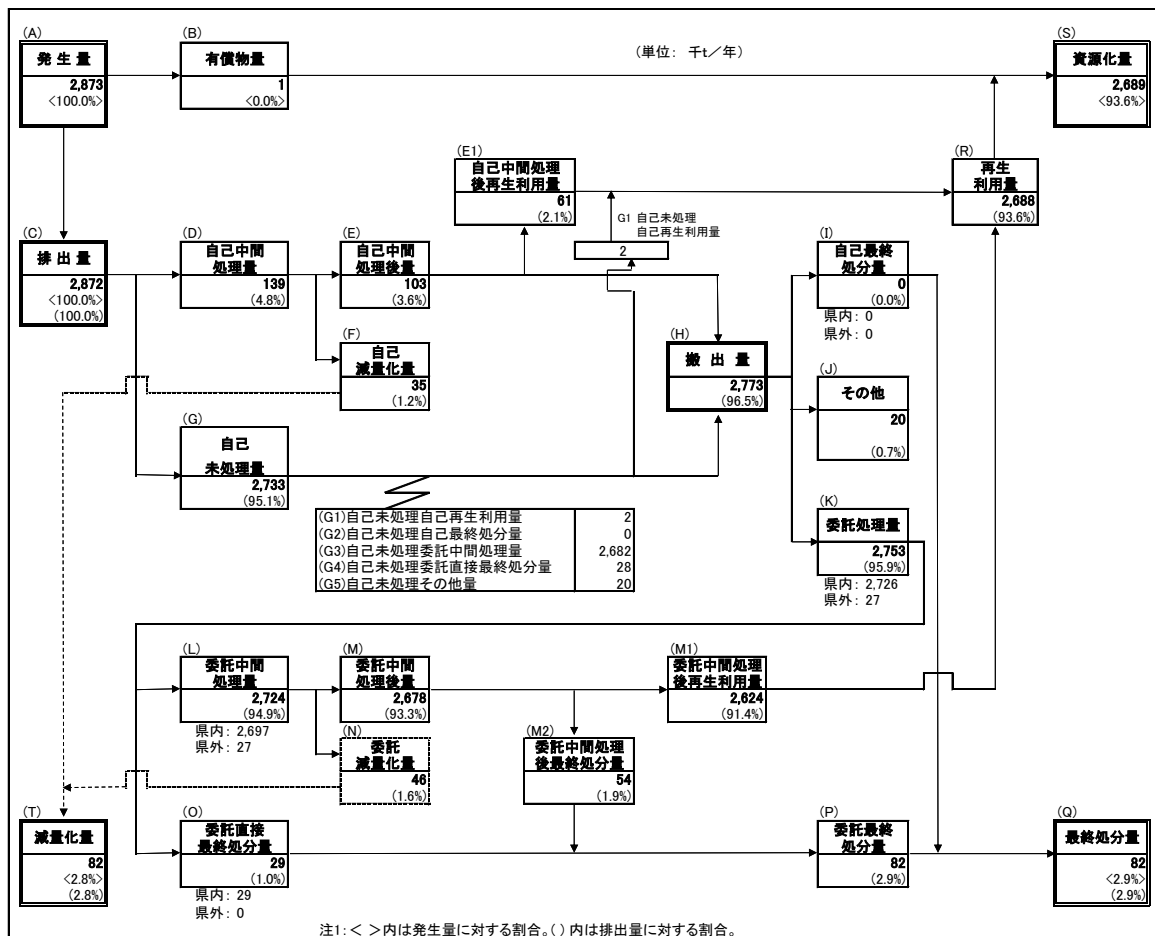 (A)
発 生 量
2,873
<100.0%>
(B)
有償物量
1
<0.0%>
(単位: 千t/年)
(S)
資源化量
2,689
<93.6%>
(E1)
自己中間処理
後再生利用量
61
(2.1%)
G1 自己未処理
自己再生利用量
2
(R)
再生
利用量
2,688
(93.6%)
(C)
排 出 量
2,872
<100.0%>
(100.0%)
(D)
自己中間
処理量
139
(4.8%)
(E)
自己中間
処理後量
103
(3.6%)
(F)
自己
減量化量
35
(1.2%)
(G)
自己
未処理量
2,733
(95.1%)
(H)
搬 出 量
2,773
(96.5%)
(I)
自己最終
処分量
0
(0.0%)
県内: 0
県外: 0
(J)
その他
20
(0.7%)
(K)
委託処理量
2,753
(95.9%)
県内: 2,726
県外: 27
(G1)自己未処理自己再生利用量 2
(G2)自己未処理自己最終処分量 0
(G3)自己未処理委託中間処理量 2,682
(G4)自己未処理委託直接最終処分量 28
(G5)自己未処理その他量 20
(L)
委託中間
処理量
2,724
(94.9%)
県内: 2,697
県外: 27
(M)
委託中間
処理後量
2,678
(93.3%)
(M1)
委託中間処理
後再生利用量
2,624
(91.4%)
(N)
委託
減量化量
46
(1.6%)
(M2)
委託中間処理
後最終処分量
54
(1.9%)
(T)
減量化量
82
<2.8%>
(2.8%)
(O)
委託直接
最終処分量
29
(1.0%)
県内: 29
県外: 0
(P)
委託最終
処分量
82
(2.9%)
(Q)
最終処分量
82
<2.9%>
(2.9%)
注1:< >内は発生量に対する割合。( )内は排出量に対する割合。